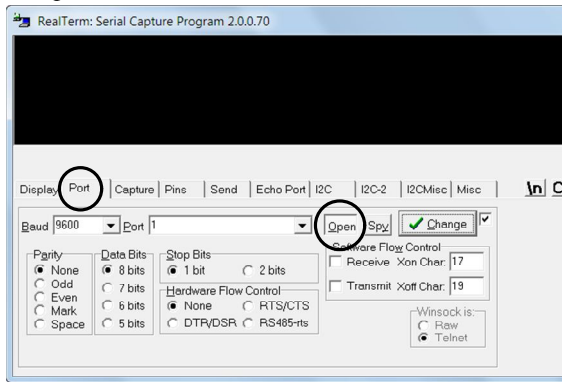 RealTerm: Serial Capture Program 2.0.0.70
Display Port Capture Pins Send Echo Port I2C I2C-2 I2CMisc Misc \n
Baud 9600 Port 1 Open Spy Change
Parity Data Bits Stop Bits Software Flow Control
None 8 bits 1 bit 2 bits Receive Xon Char: 17
Odd 7 bits Hardware Flow Control Transmit Xoff Char: 19
Even 6 bits None RTS/CTS Winsock is:
Mark 5 bits DTR/DSR RS485-rts Raw
Space Telnet